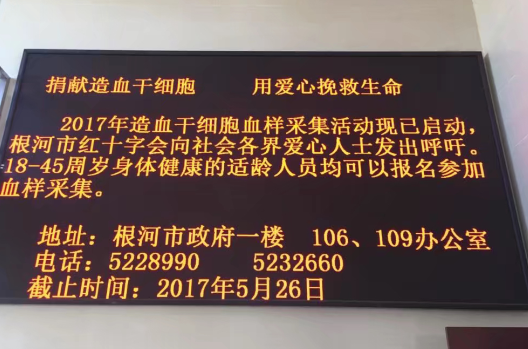 捐献造血干细胞 用爱心挽救生命
2017年造血干细胞血样采集活动现已启动，
根河市红十字会向社会各界爱心人士发出呼吁。
18-45周岁身体健康的适龄人员均可以报名参加
血样采集。
地址：根河市政府一楼 106、109办公室
电话：5228990 5232660
截止时间：2017年5月26日